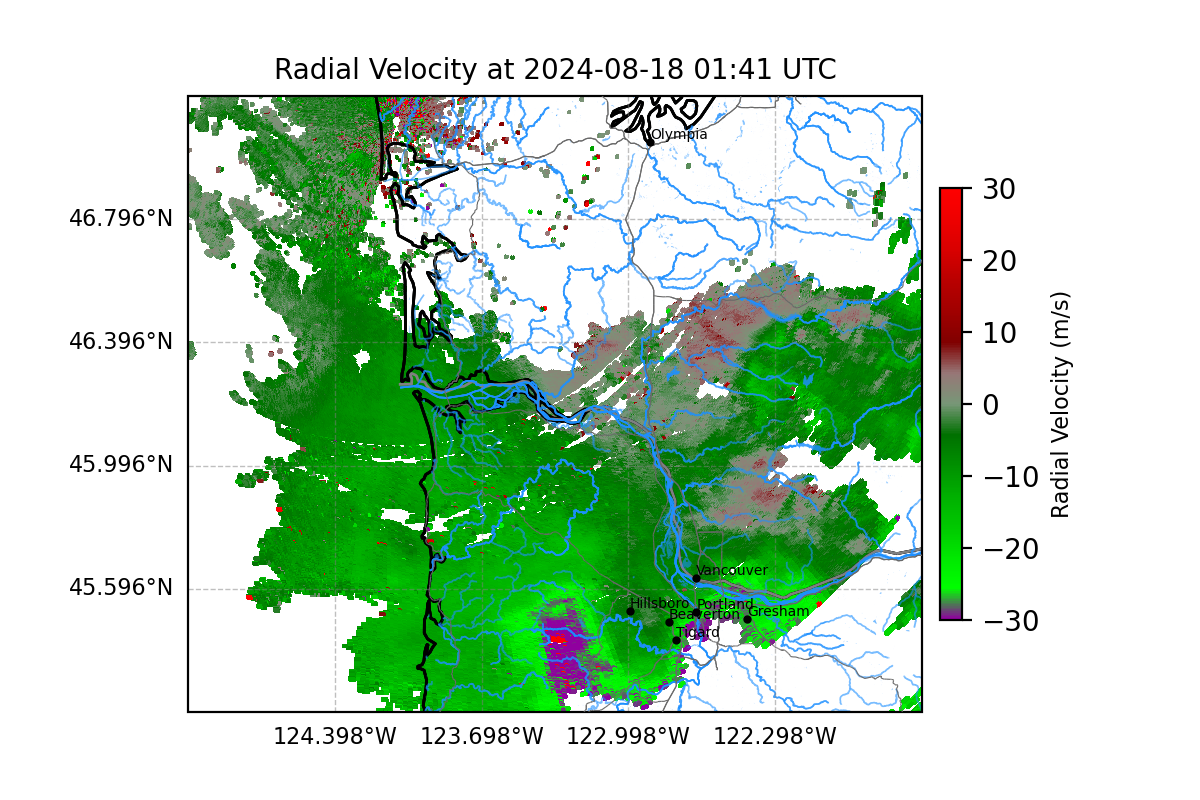 Radial Velocity at 2024-08-18 01:41 UTC
Olympia
46.796°N
46.396°N
45.996°N
45.596°N
Vancouver
Hillsboro
Portland
Beaverton
Gresham
Tigard
124.398°W 123.698°W 122.998°W 122.298°W
30
20
10
0
−10
−20
−30
Radial Velocity (m/s)